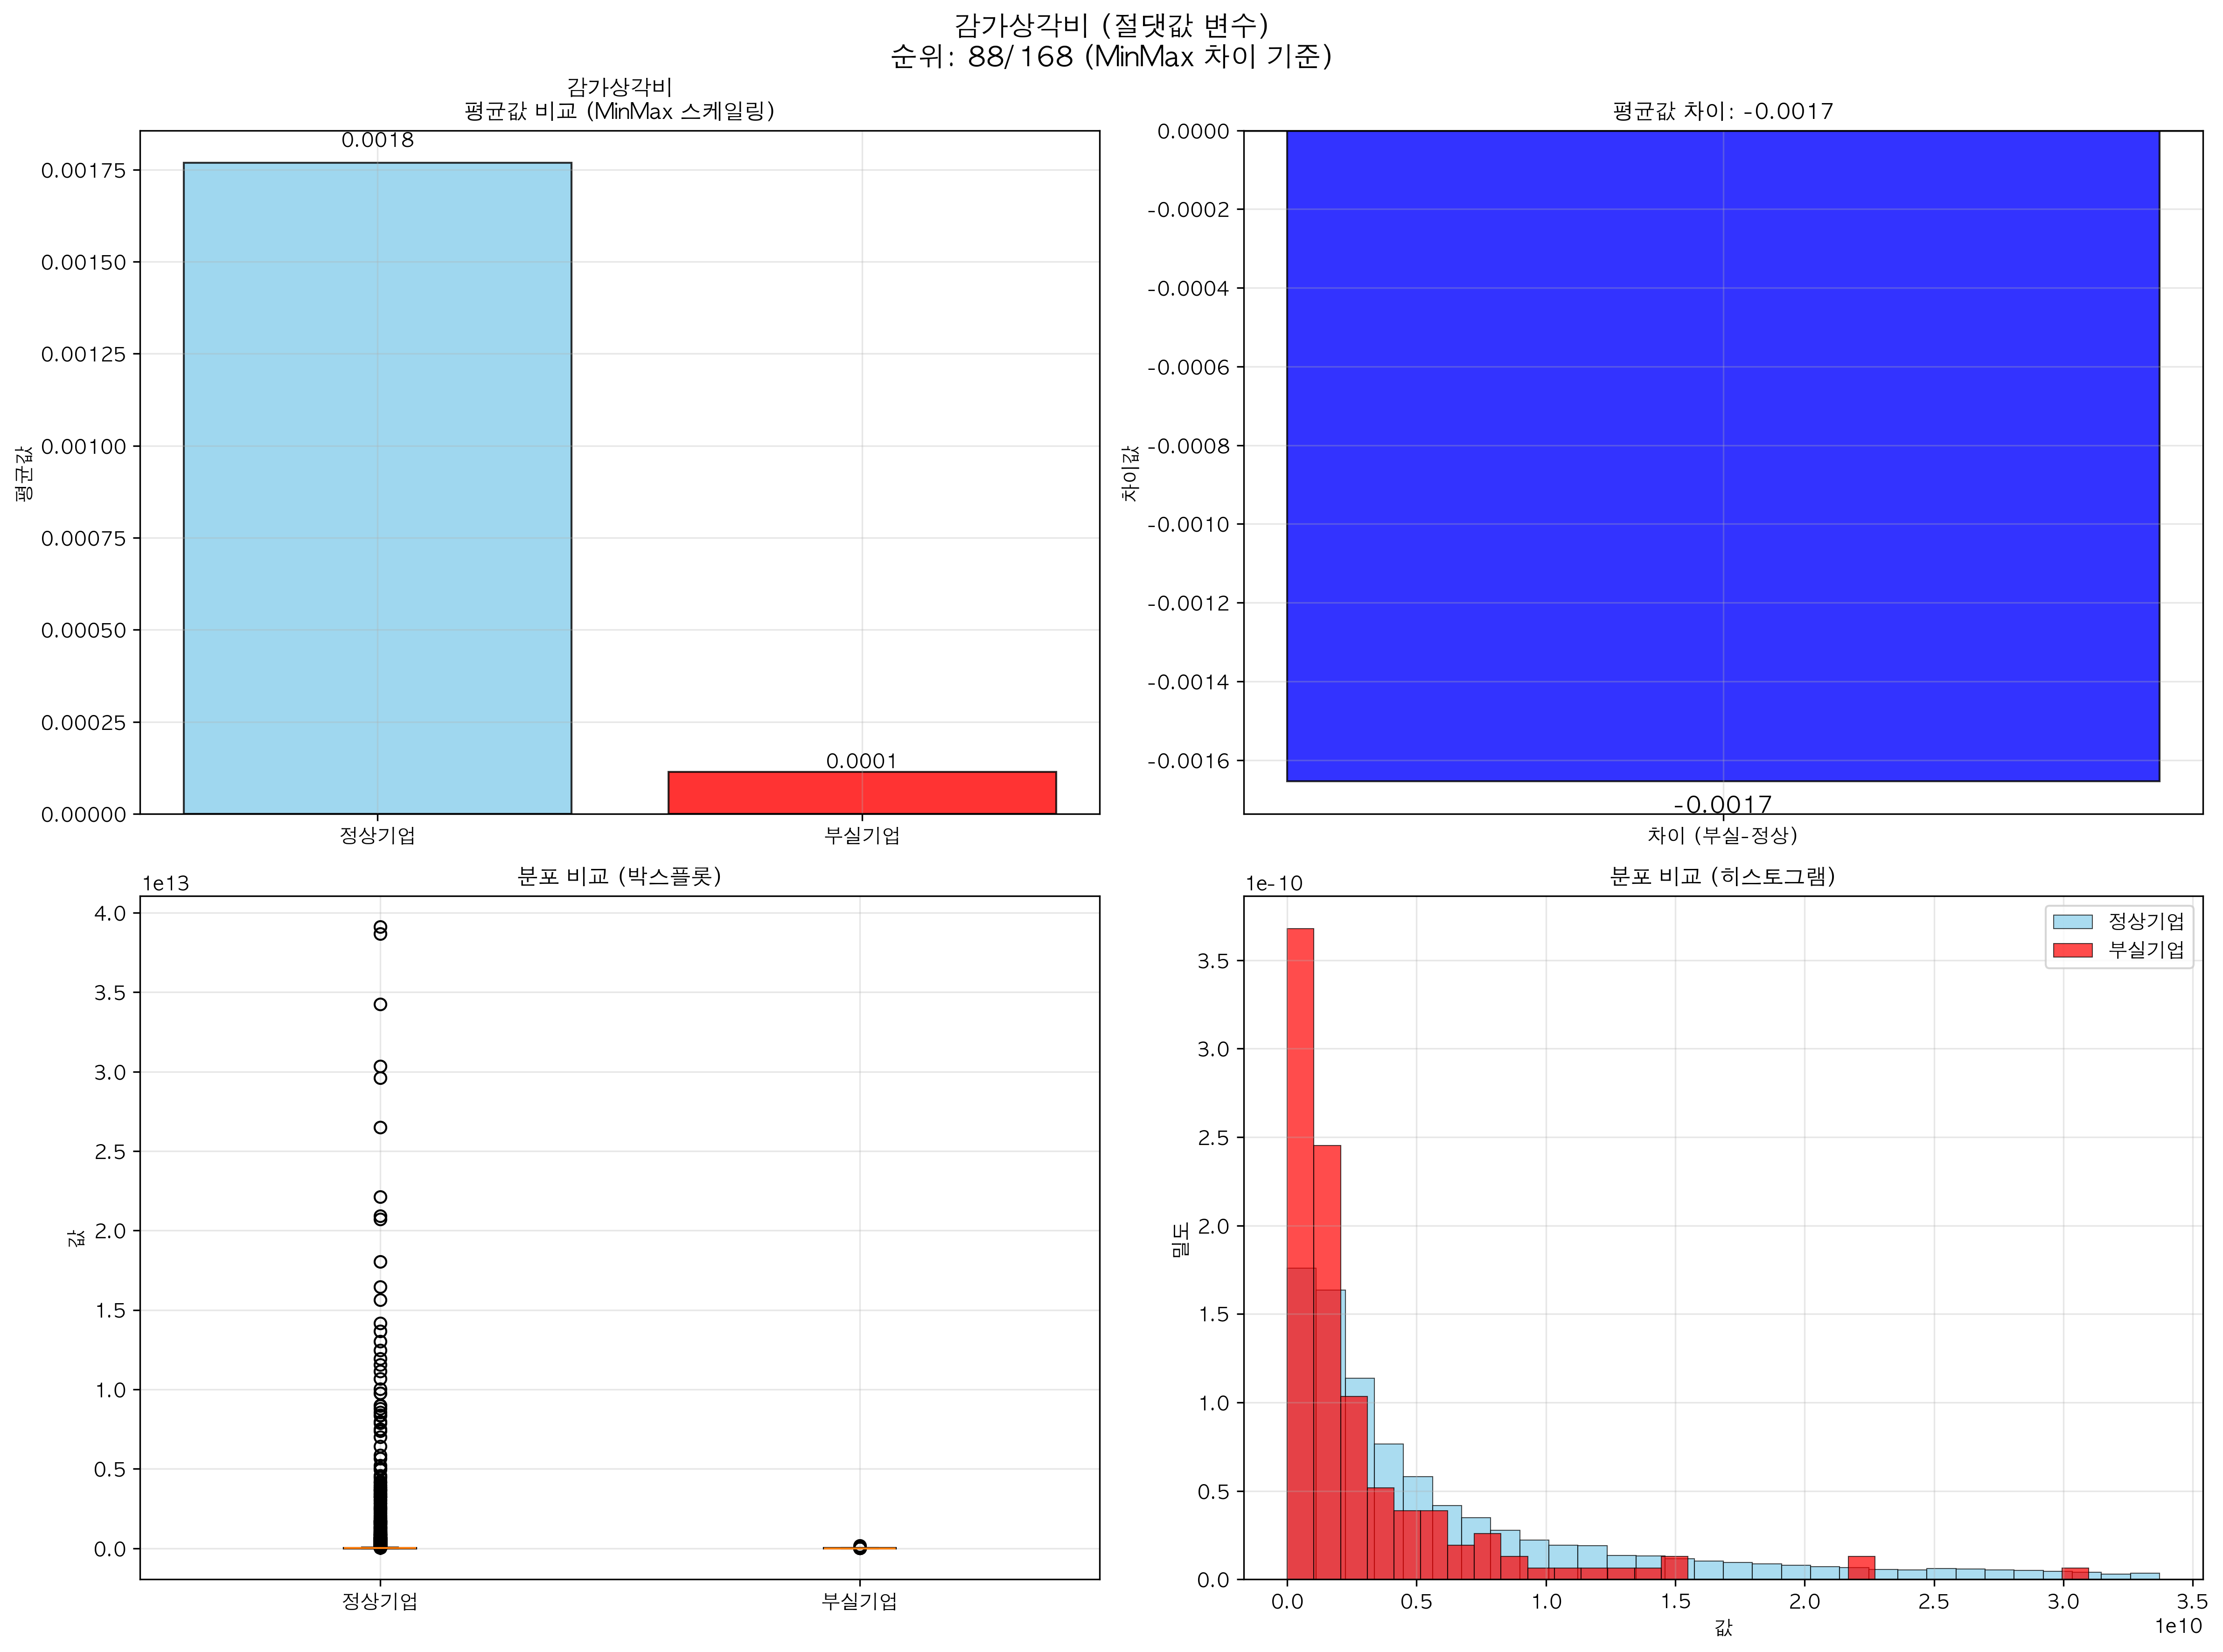 감가상각비 (절댓값 변수)
순위: 88/168 (MinMax 차이 기준)
감가상각비
평균값 비교 (MinMax 스케일링)
0.0018
0.0001
0.00175
0.00150
0.00125
0.00100
0.00075
0.00050
0.00025
0.00000
평균값
정상기업
부실기업
평균값 차이: -0.0017
0.0000
-0.0002
-0.0004
-0.0006
-0.0008
-0.0010
-0.0012
-0.0014
-0.0016
차이값
-0.0017
차이 (부실-정상)
분포 비교 (박스플롯)
1e13
4.0
3.5
3.0
2.5
2.0
1.5
1.0
0.5
0.0
값
정상기업
부실기업
분포 비교 (히스토그램)
1e-10
정상기업
부실기업
3.5
3.0
2.5
2.0
1.5
1.0
0.5
0.0
밀도
0.0
0.5
1.0
1.5
2.0
2.5
3.0
3.5
1e10
값